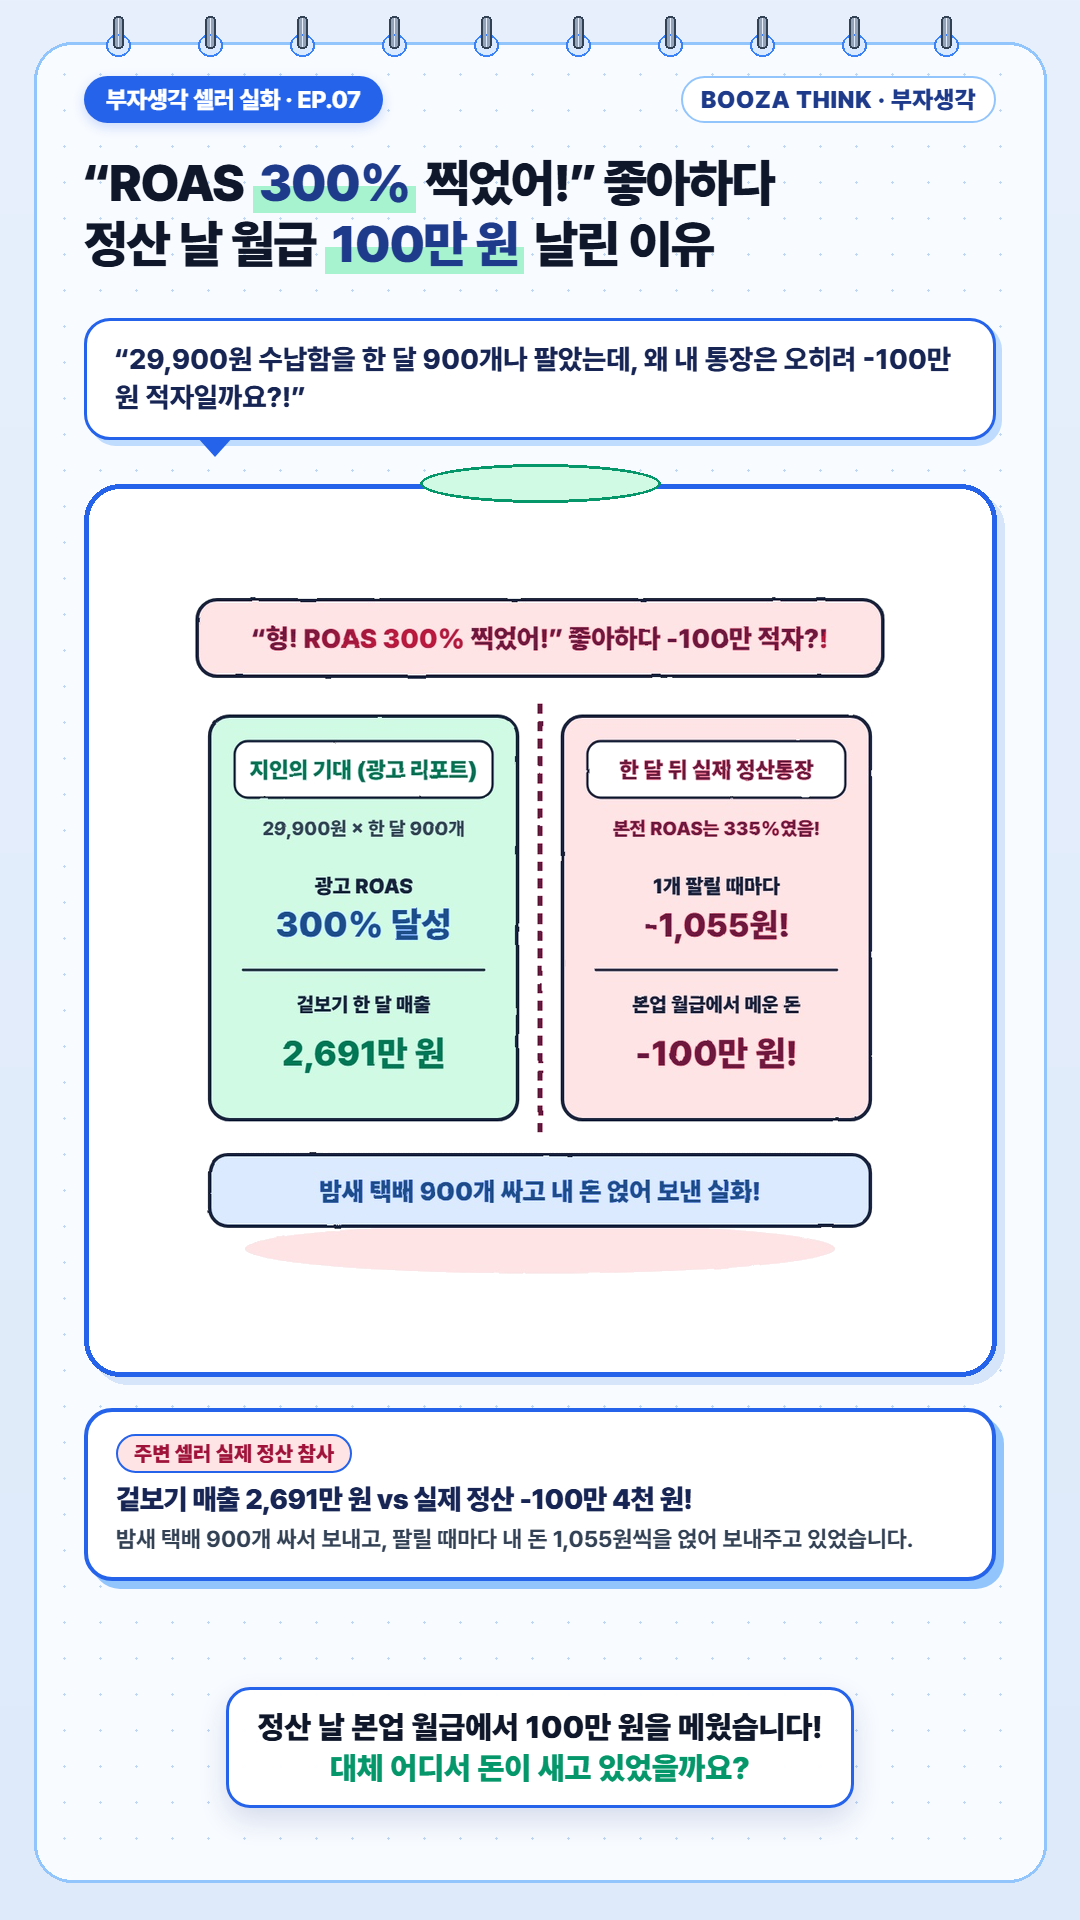 부자생각 셀러 실화 · EP.07
BOOZA THINK · 부자생각
“ROAS 300% 찍었어!” 좋아하다
정산 날 월급 100만 원 날린 이유
“29,900원 수납함을 한 달 900개나 팔았는데, 왜 내 통장은 오히려 -100만
원 적자일까요?!”
“형! ROAS 300% 찍었어!” 좋아하다 -100만 적자?!
지인의 기대 (광고 리포트)
29,900원 × 한 달 900개
광고 ROAS
300% 달성
겉보기 한 달 매출
2,691만 원
한 달 뒤 실제 정산통장
본전 ROAS는 335%였음!
1개 팔릴 때마다
-1,055원!
본업 월급에서 메운 돈
-100만 원!
밤새 택배 900개 싸고 내 돈 얹어 보낸 실화!
주변 셀러 실제 정산 참사
겉보기 매출 2,691만 원 vs 실제 정산 -100만 4천 원!
밤새 택배 900개 싸서 보내고, 팔릴 때마다 내 돈 1,055원씩을 얹어 보내주고 있었습니다.
정산 날 본업 월급에서 100만 원을 메웠습니다!
대체 어디서 돈이 새고 있었을까요?